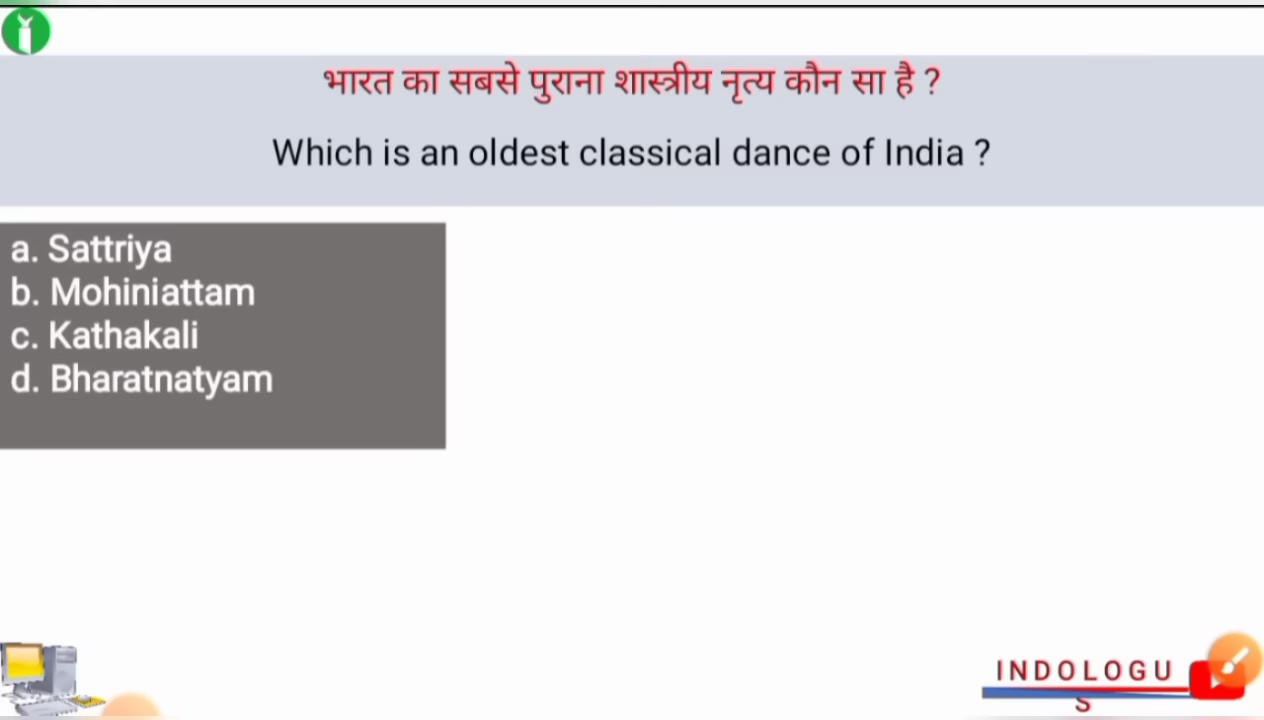 भारत का सबसे पुराना शास्त्रीय नृत्य कौन सा है ?
Which is an oldest classical dance of India ?
a. Sattriya
b. Mohiniattam
c. Kathakali
d. Bharatnatyam
INDOLOGU
S